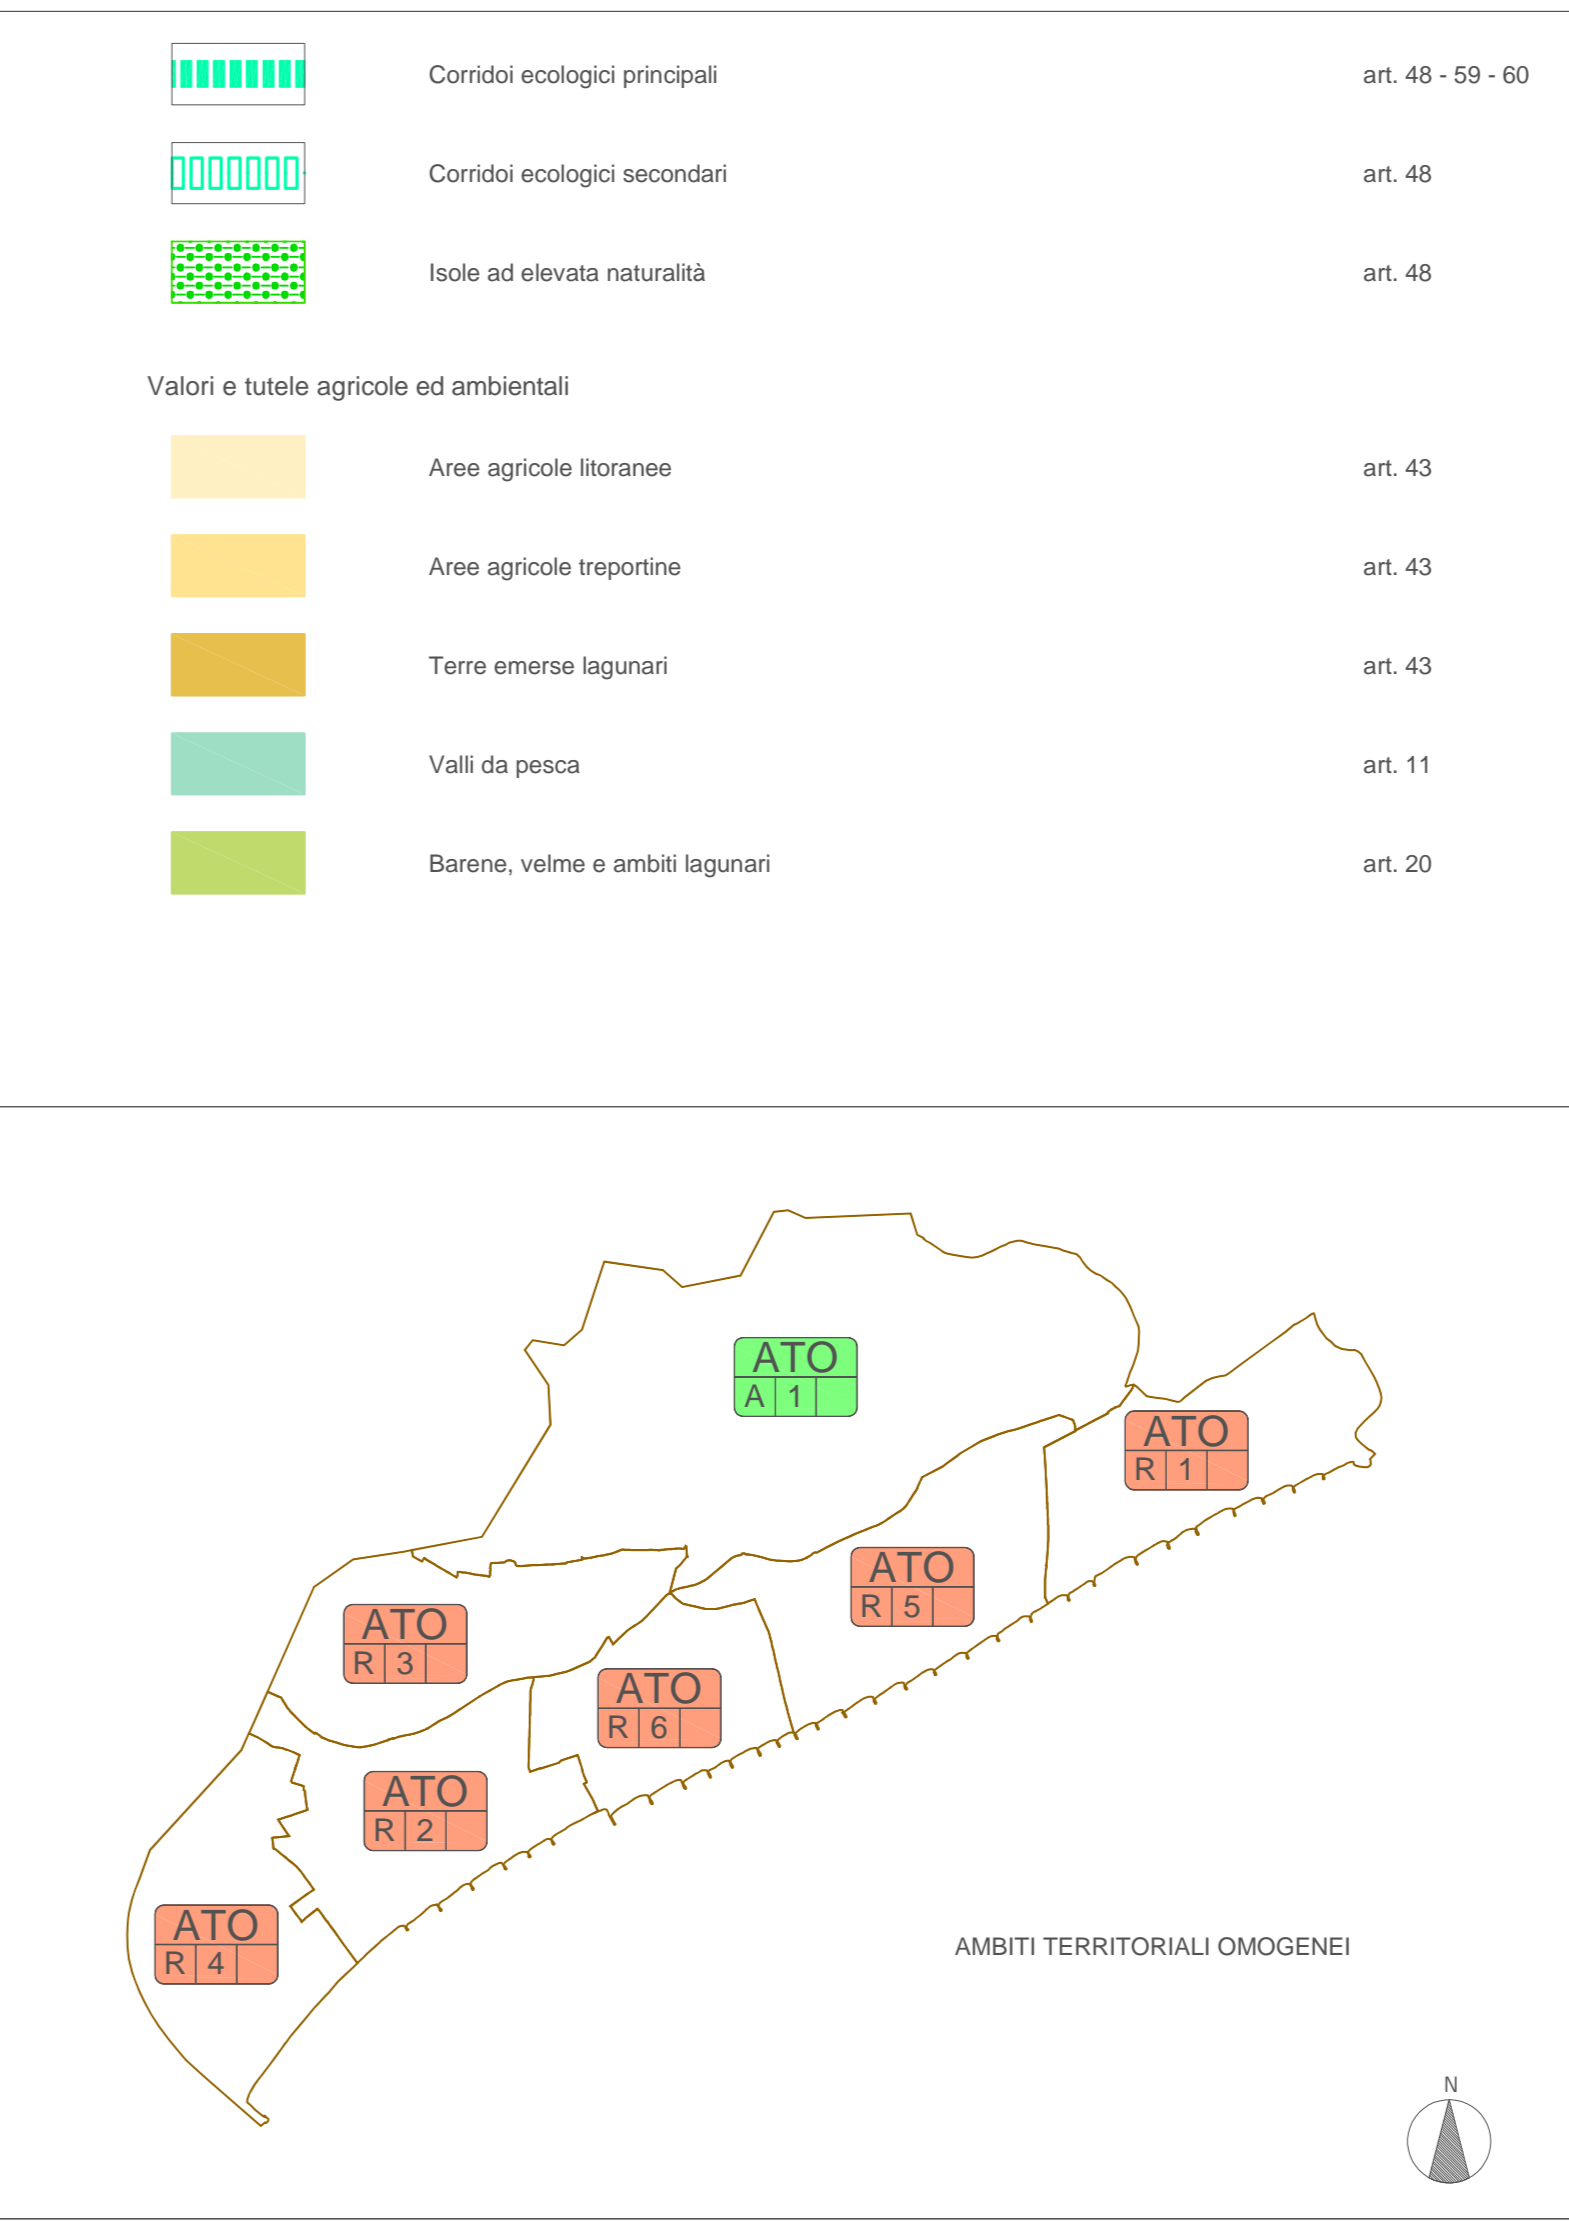 Corridoi ecologici principali art. 48 - 59 - 60
Corridoi ecologici secondari art. 48
Isole ad elevata naturalità art. 48
Valori e tutele agricole ed ambientali
Aree agricole litoranee art. 43
Aree agricole treportine art. 43
Terre emerse lagunari art. 43
Valli da pesca art. 11
Barene, velme e ambiti lagunari art. 20
ATO
A 1
ATO
R 1
ATO
R 5
ATO
R 3
ATO
R 6
ATO
R 2
ATO
R 4
AMBITI TERRITORIALI OMOGENEI
N